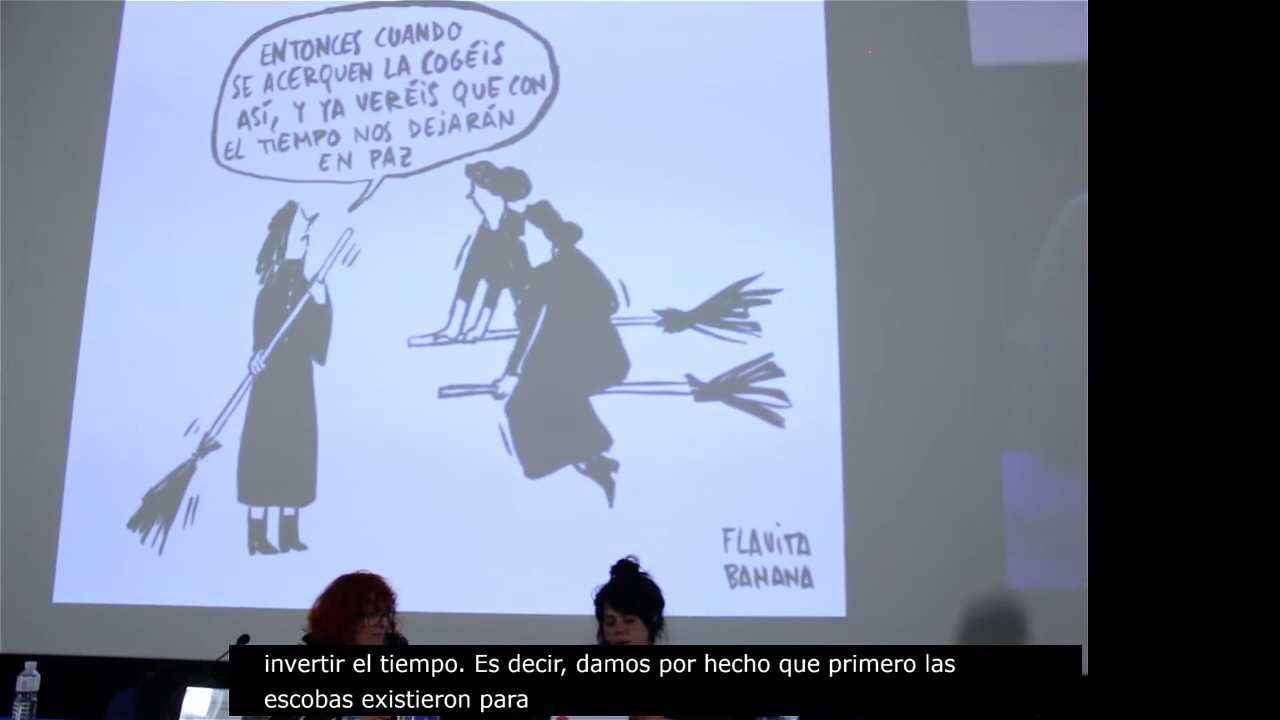 ENTONCES CUANDO
SE ACERQUEN LA COGÉIS
ASÍ, Y YA VERÉIS QUE CON
EL TIEMPO NOS DEJARÁN
EN PAZ
FLAVITA
BANANA
invertir el tiempo. Es decir, damos por hecho que primero las
escobas existieron para